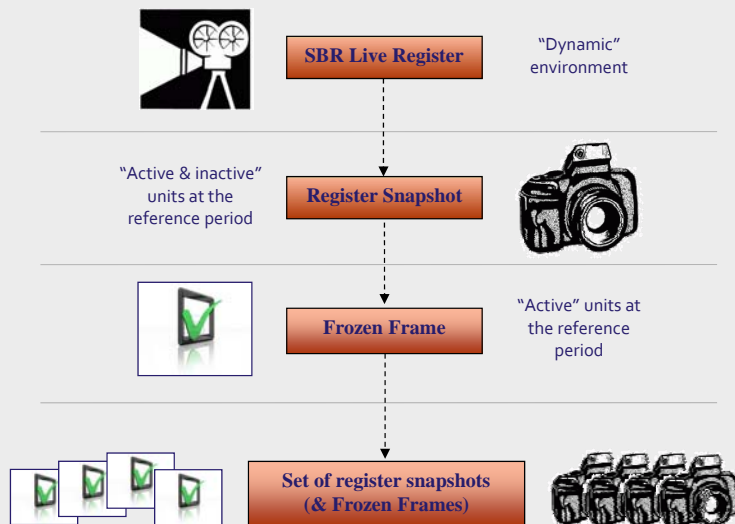 SBR Live Register
“Dynamic”
environment
“Active & inactive”
units at the
reference period
Register Snapshot
Frozen Frame
“Active” units at
the reference
period
Set of register snapshots
(& Frozen Frames)